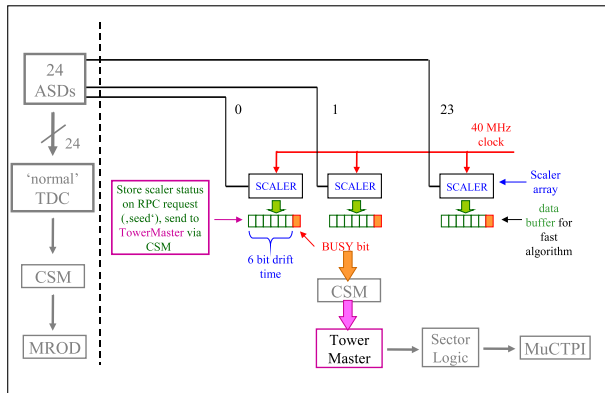 24
ASDs
24
'normal'
TDC
CSM
MROD
0
1
23
40 MHz
clock
SCALER
SCALER
SCALER
Scaler
array
Store scaler status
on RPC request
(‚seed‘), send to
TowerMaster via
CSM
BUSY bit
6 bit drift
time
data
buffer for
fast
algorithm
CSM
Tower
Master
Sector
Logic
MuCTPI